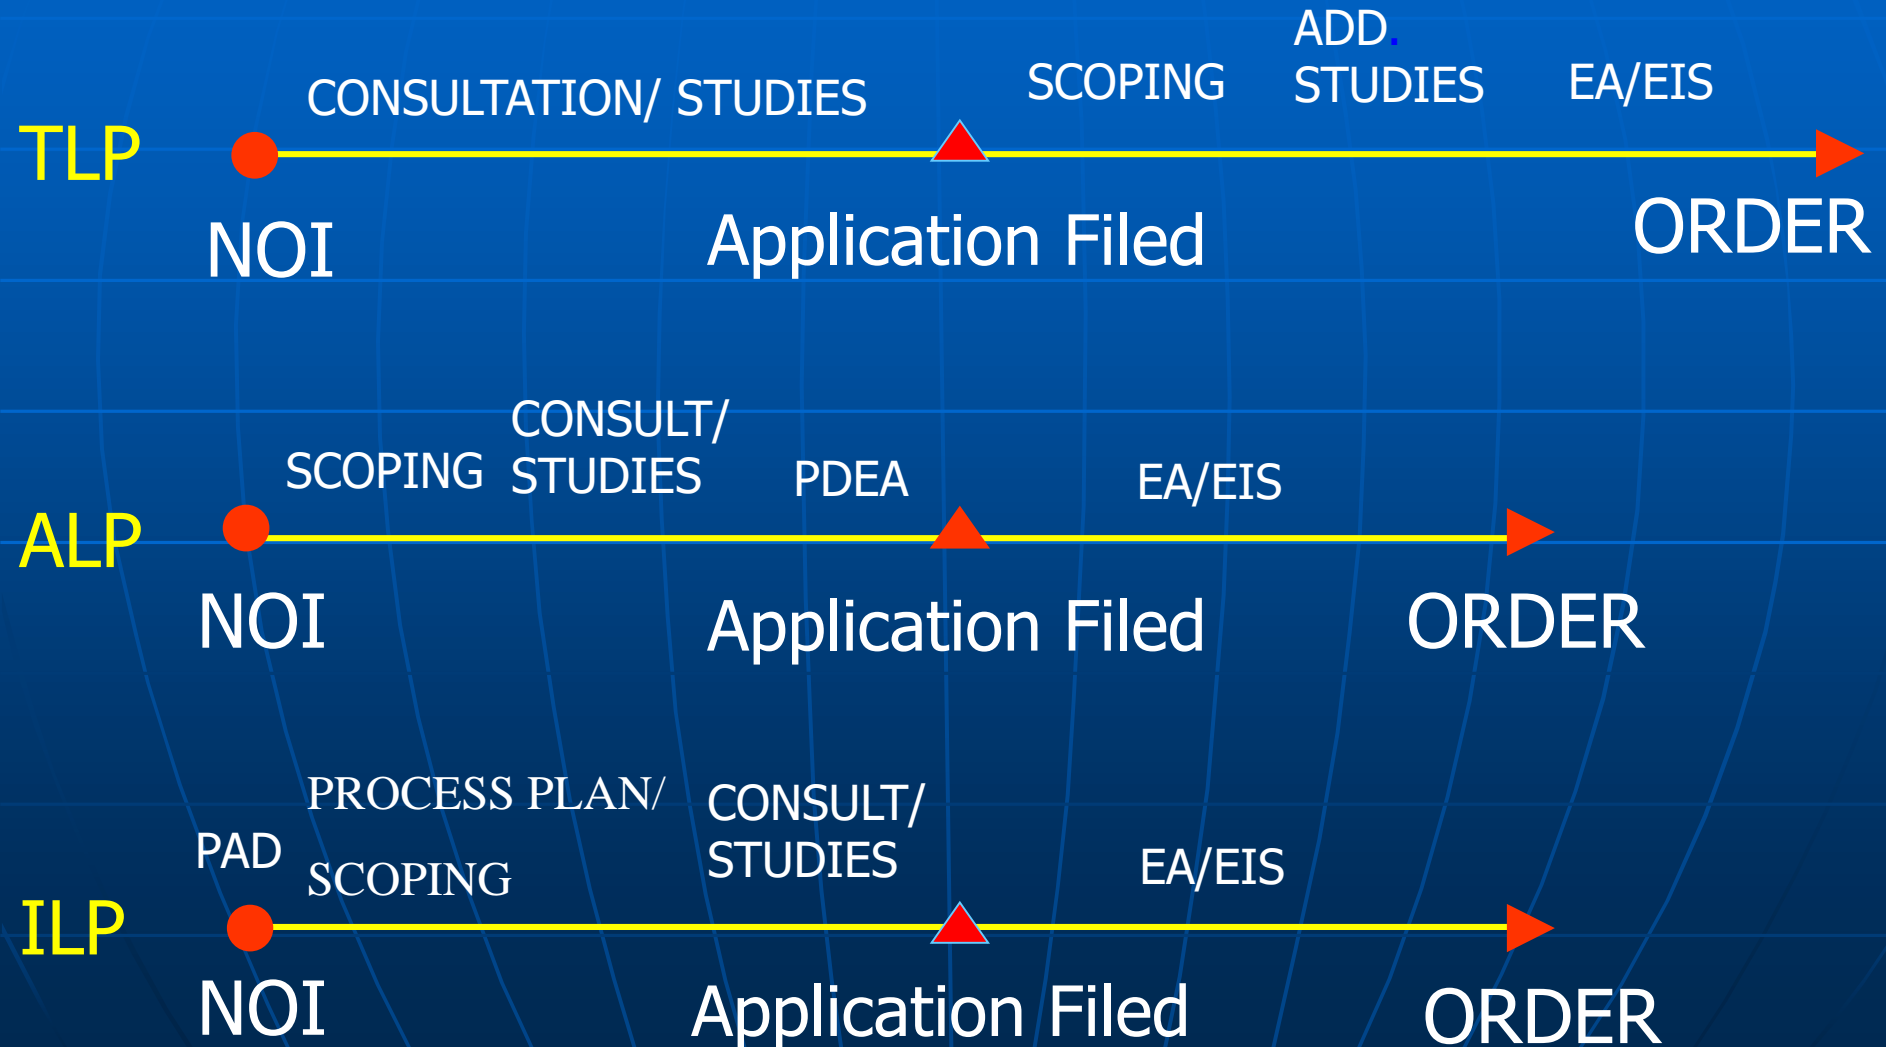 CONSULTATION/ STUDIES
SCOPING
ADD.
STUDIES
EA/EIS
TLP
NOI
Application Filed
ORDER
SCOPING
CONSULT/
STUDIES
PDEA
EA/EIS
ALP
NOI
Application Filed
ORDER
PAD
PROCESS PLAN/
SCOPING
CONSULT/
STUDIES
EA/EIS
ILP
NOI
Application Filed
ORDER